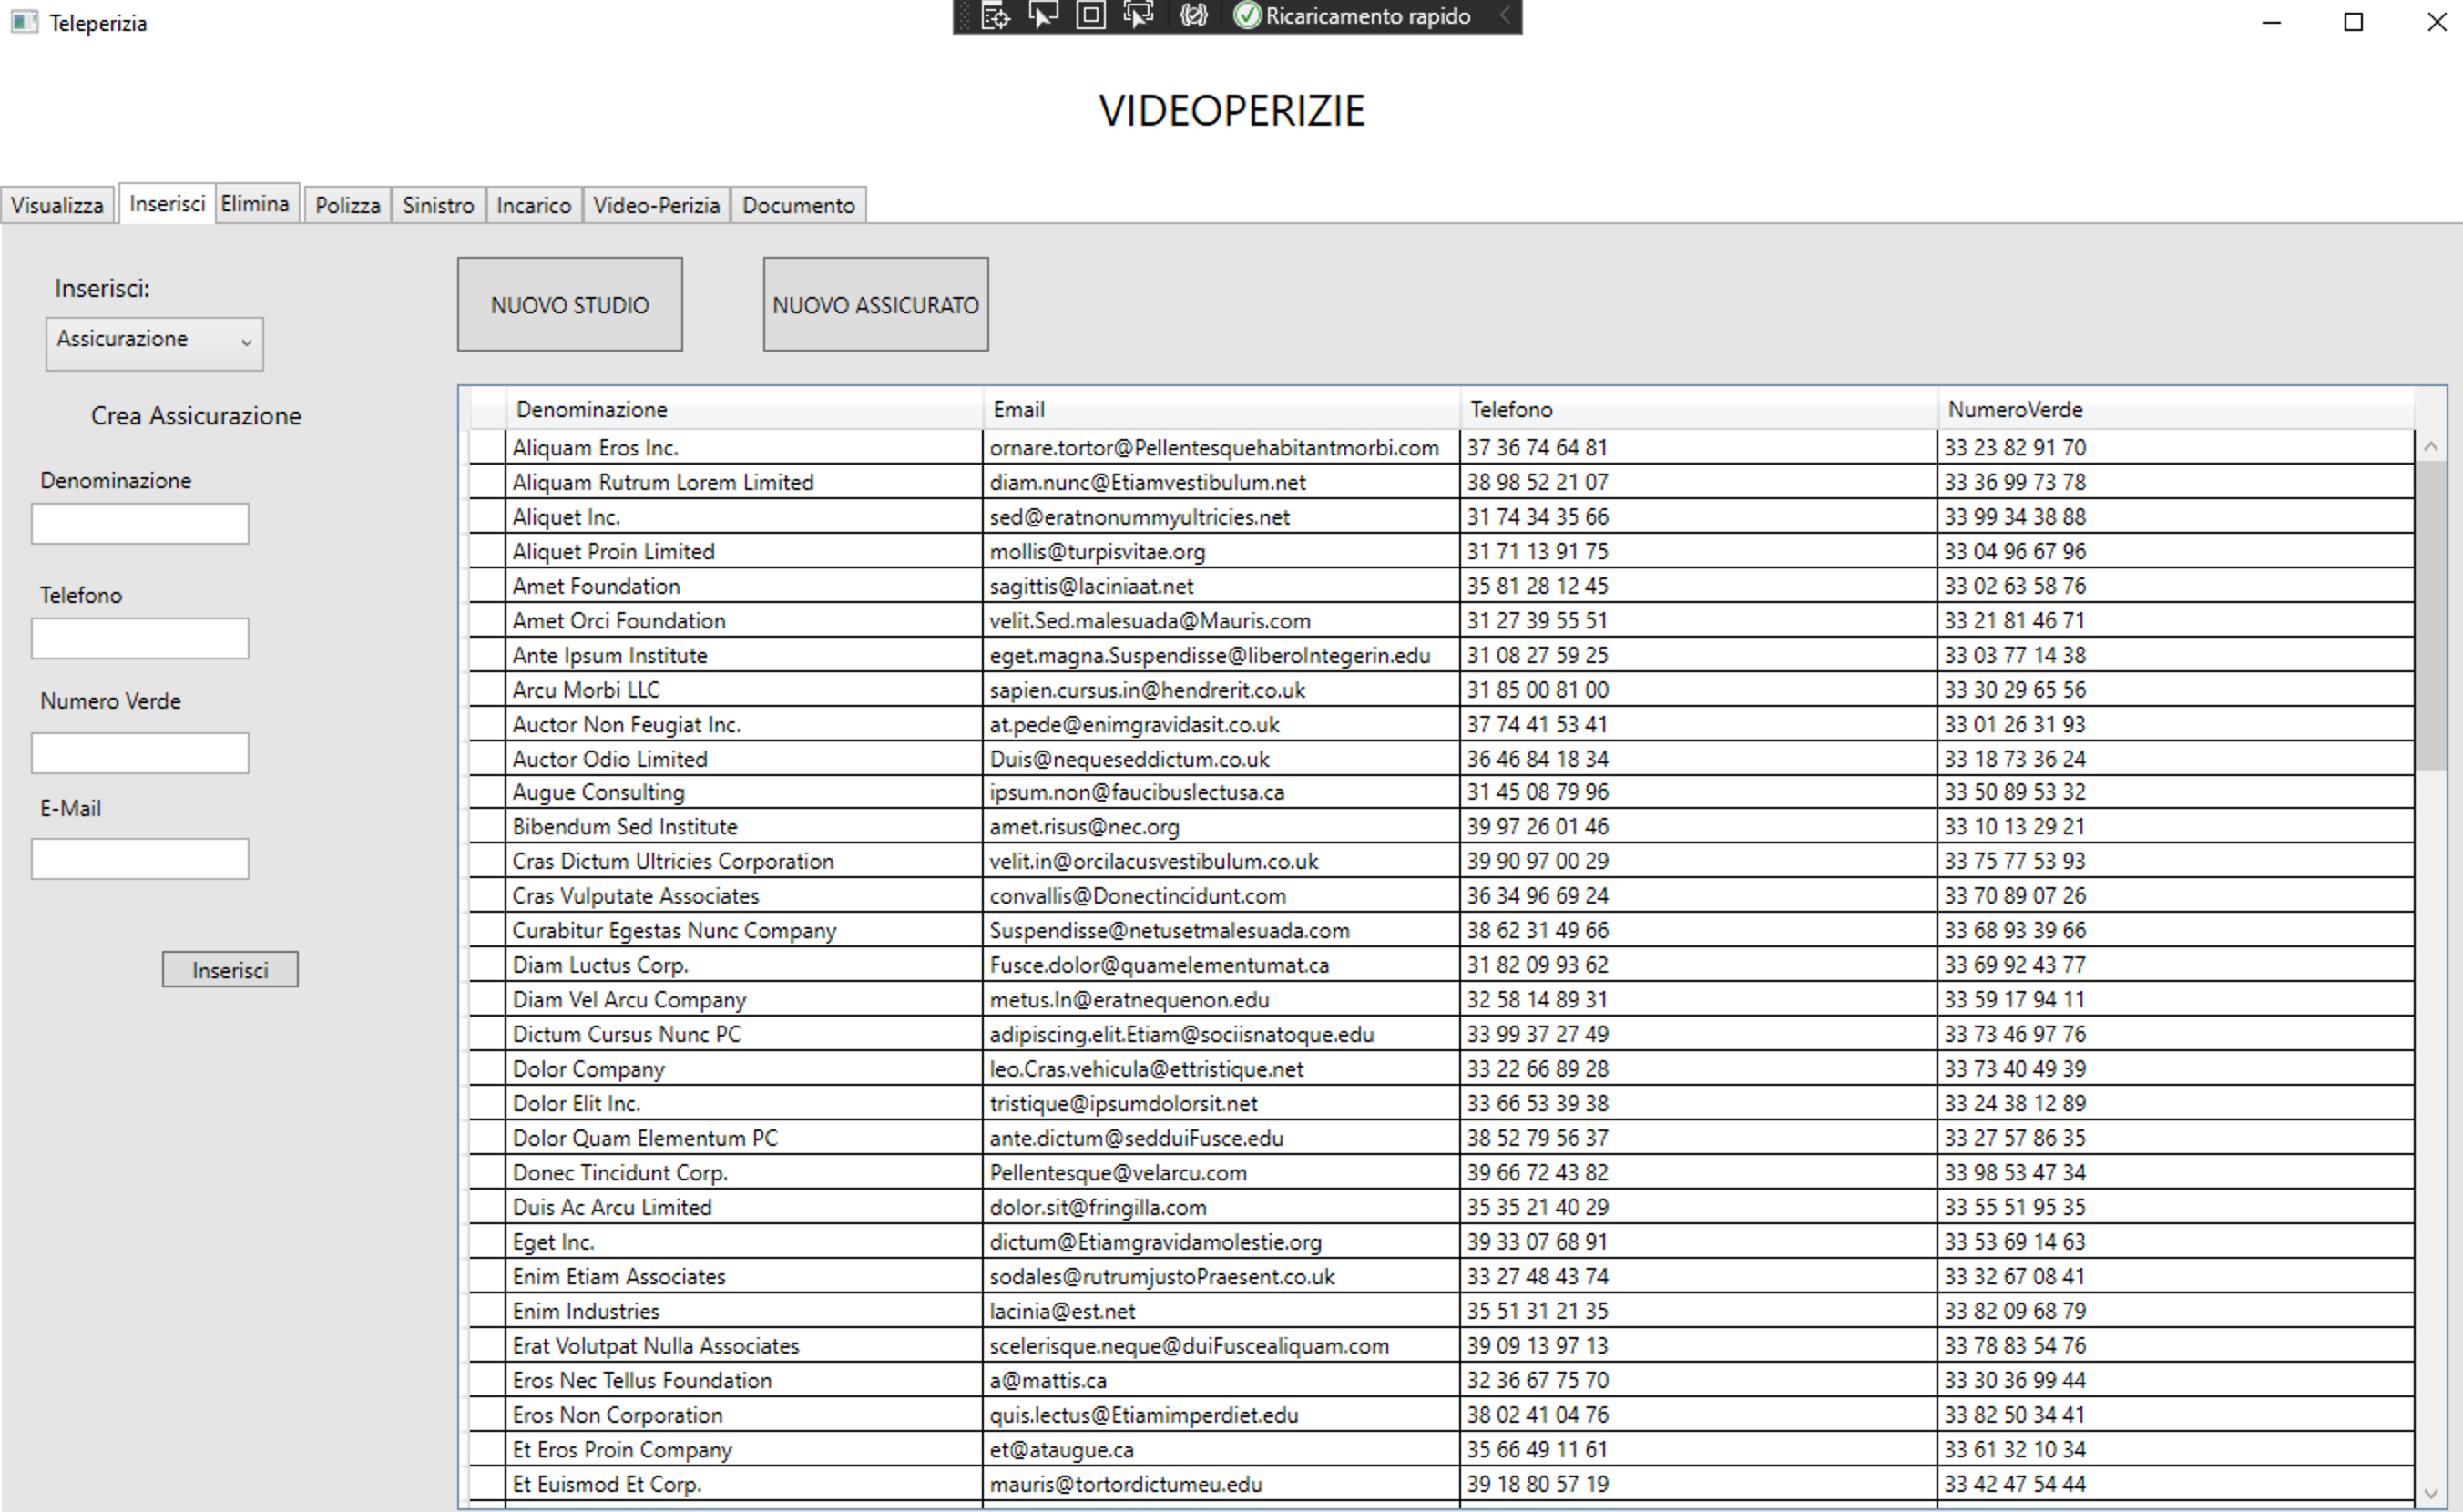 Teleperizia
Ricaricamento rapido
VIDEOPERIZIE
Visualizza Inserisci Elimina Polizza Sinistro Incarico Video-Perizia Documento
Inserisci:
Assicurazione
NUOVO STUDIO NUOVO ASSICURATO
Crea Assicurazione
Denominazione
Telefono
Numero Verde
E-Mail
Inserisci
Denominazione Email Telefono NumeroVerde
Aliquam Eros Inc. ornare.tortor@Pellentesquehabitantmorbi.com 37 36 74 64 81 33 23 82 91 70
Aliquam Rutrum Lorem Limited diam.nunc@Etiamvestibulum.net 38 98 52 21 07 33 36 99 73 78
Aliquet Inc. sed@eratnonummyultricies.net 31 74 34 35 66 33 99 34 38 88
Aliquet Proin Limited mollis@turpisvitae.org 31 71 13 91 75 33 04 96 67 96
Amet Foundation sagittis@laciniaat.net 35 81 28 12 45 33 02 63 58 76
Amet Orci Foundation velit.Sed.malesuada@Mauris.com 31 27 39 55 51 33 21 81 46 71
Ante Ipsum Institute eget.magna.Suspendisse@liberoIntegerin.edu 31 08 27 59 25 33 03 77 14 38
Arcu Morbi LLC sapien.cursus.in@hendrerit.co.uk 31 85 00 81 00 33 30 29 65 56
Auctor Non Feugiat Inc. at.pede@enimgravidasit.co.uk 37 74 41 53 41 33 01 26 31 93
Auctor Odio Limited Duis@nequeseddictum.co.uk 36 46 84 18 34 33 18 73 36 24
Augue Consulting ipsum.non@faucibuslectusa.ca 31 45 08 79 96 33 50 89 53 32
Bibendum Sed Institute amet.risus@nec.org 39 97 26 01 46 33 10 13 29 21
Cras Dictum Ultricies Corporation velit.in@orcilacusvestibulum.co.uk 39 90 97 00 29 33 75 77 53 93
Cras Vulputate Associates convallis@Donectincidunt.com 36 34 96 69 24 33 70 89 07 26
Curabitur Egestas Nunc Company Suspendisse@netusetmalesuada.com 38 62 31 49 66 33 68 93 39 66
Diam Luctus Corp. Fusce.dolor@quamelementumat.ca 31 82 09 93 62 33 69 92 43 77
Diam Vel Arcu Company metus.In@eratnequenon.edu 32 58 14 89 31 33 59 17 94 11
Dictum Cursus Nunc PC adipiscing.elit.Etiam@sociisnatoque.edu 33 99 37 27 49 33 73 46 97 76
Dolor Company leo.Cras.vehicula@ettristique.net 33 22 66 89 28 33 73 40 49 39
Dolor Elit Inc. tristique@ipsumdolorsit.net 33 66 53 39 38 33 24 38 12 89
Dolor Quam Elementum PC ante.dictum@sedduiFusce.edu 38 52 79 56 37 33 27 57 86 35
Donec Tincidunt Corp. Pellentesque@velarcu.com 39 66 72 43 82 33 98 53 47 34
Duis Ac Arcu Limited dolor.sit@fringilla.com 35 35 21 40 29 33 55 51 95 35
Eget Inc. dictum@Etiamgravidamolestie.org 39 33 07 68 91 33 53 69 14 63
Enim Etiam Associates sodales@rutrumjustoPraesent.co.uk 33 27 48 43 74 33 32 67 08 41
Enim Industries lacinia@est.net 35 51 31 21 35 33 82 09 68 79
Erat Volutpat Nulla Associates scelerisque.neque@duiFuscealiquam.com 39 09 13 97 13 33 78 83 54 76
Eros Nec Tellus Foundation a@mattis.ca 32 36 67 75 70 33 30 36 99 44
Eros Non Corporation quis.lectus@Etiamimperdiet.edu 38 02 41 04 76 33 82 50 34 41
Et Eros Proin Company et@ataugue.ca 35 66 49 11 61 33 61 32 10 34
Et Euismod Et Corp. mauris@tortordictumeu.edu 39 18 80 57 19 33 42 47 54 44